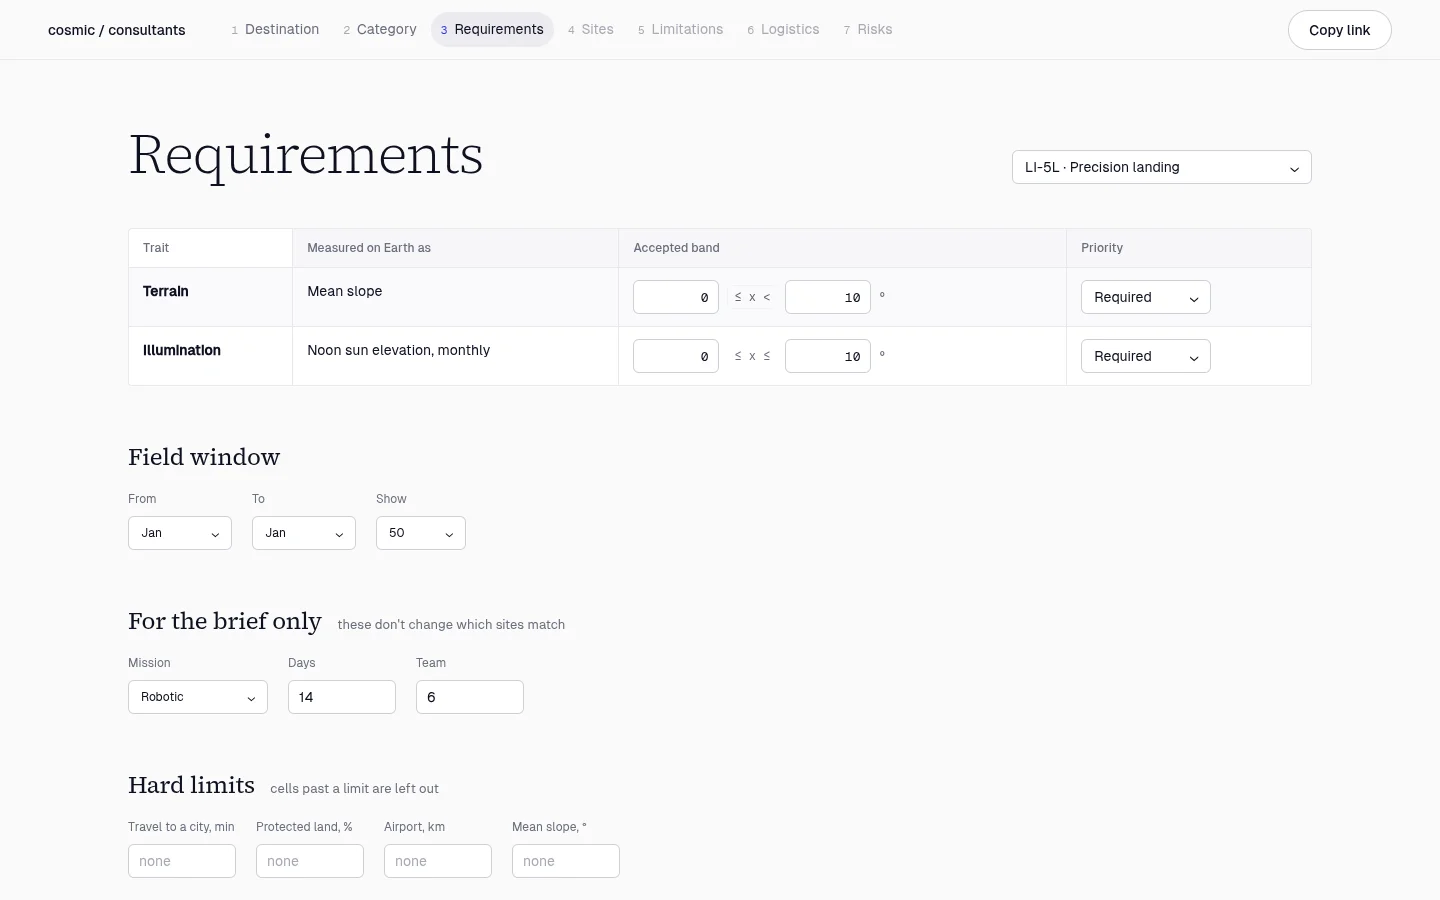 cosmic / consultants
1 Destination
2 Category
3 Requirements
4 Sites
5 Limitations
6 Logistics
7 Risks
Copy link
Requirements
LI-5L · Precision landing
Trait Measured on Earth as Accepted band Priority
Terrain Mean slope 0 ≤ x < 10 ° Required
Illumination Noon sun elevation, monthly 0 ≤ x ≤ 10 ° Required
Field window
From To Show
Jan Jan 50
For the brief only these don't change which sites match
Mission Days Team
Robotic 14 6
Hard limits cells past a limit are left out
Travel to a city, min Protected land, % Airport, km Mean slope, °
none none none none